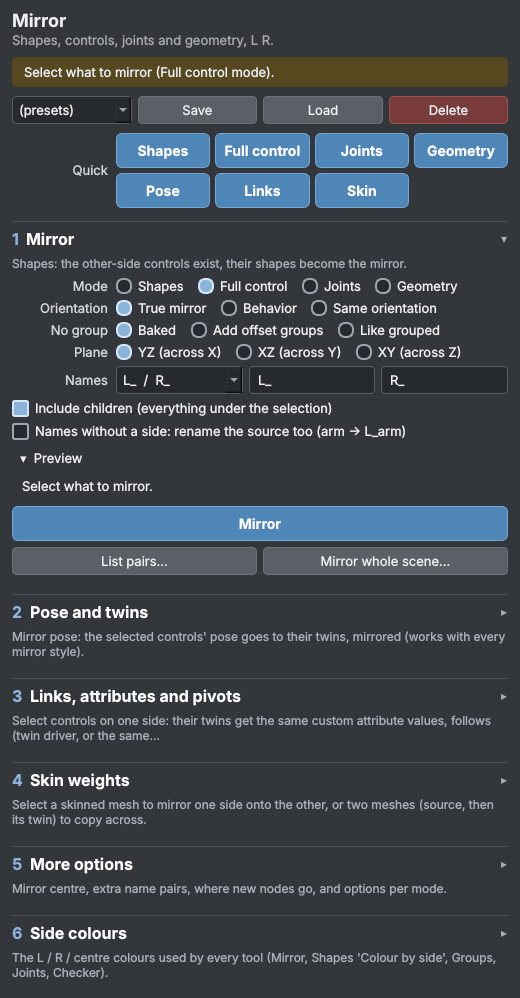 Mirror
Shapes, controls, joints and geometry, L R.
Select what to mirror (Full control mode).
(presets) Save Load Delete
Quick Shapes Full control Joints Geometry
Pose Links Skin
1 Mirror
Shapes: the other-side controls exist, their shapes become the mirror.
Mode Shapes Full control Joints Geometry
Orientation True mirror Behavior Same orientation
No group Baked Add offset groups Like grouped
Plane YZ (across X) XZ (across Y) XY (across Z)
Names L_ / R_ L_ R_
Include children (everything under the selection)
Names without a side: rename the source too (arm → L_arm)
▾ Preview
Select what to mirror.
Mirror
List pairs... Mirror whole scene...
2 Pose and twins
Mirror pose: the selected controls' pose goes to their twins, mirrored (works with every
mirror style).
3 Links, attributes and pivots
Select controls on one side: their twins get the same custom attribute values, follows
(twin driver, or the same...
4 Skin weights
Select a skinned mesh to mirror one side onto the other, or two meshes (source, then
its twin) to copy across.
5 More options
Mirror centre, extra name pairs, where new nodes go, and options per mode.
6 Side colours
The L / R / centre colours used by every tool (Mirror, Shapes 'Colour by side', Groups,
Joints, Checker).